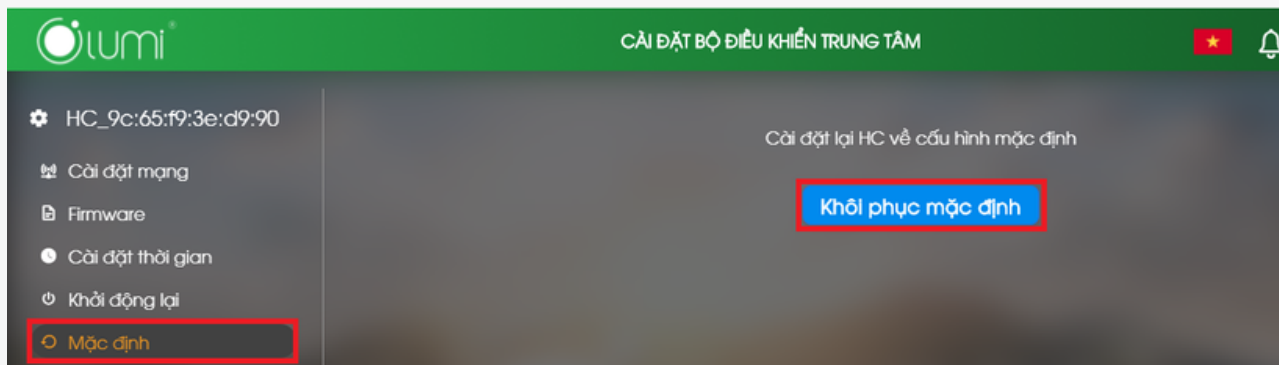 Lumi®
CÀI ĐẶT BỘ ĐIỀU KHIỂN TRUNG TÂM
HC_9c:65:f9:3e:d9:90
Cài đặt mạng
Firmware
Cài đặt thời gian
Khởi động lại
Mặc định
Cài đặt lại HC về cấu hình mặc định
Khôi phục mặc định